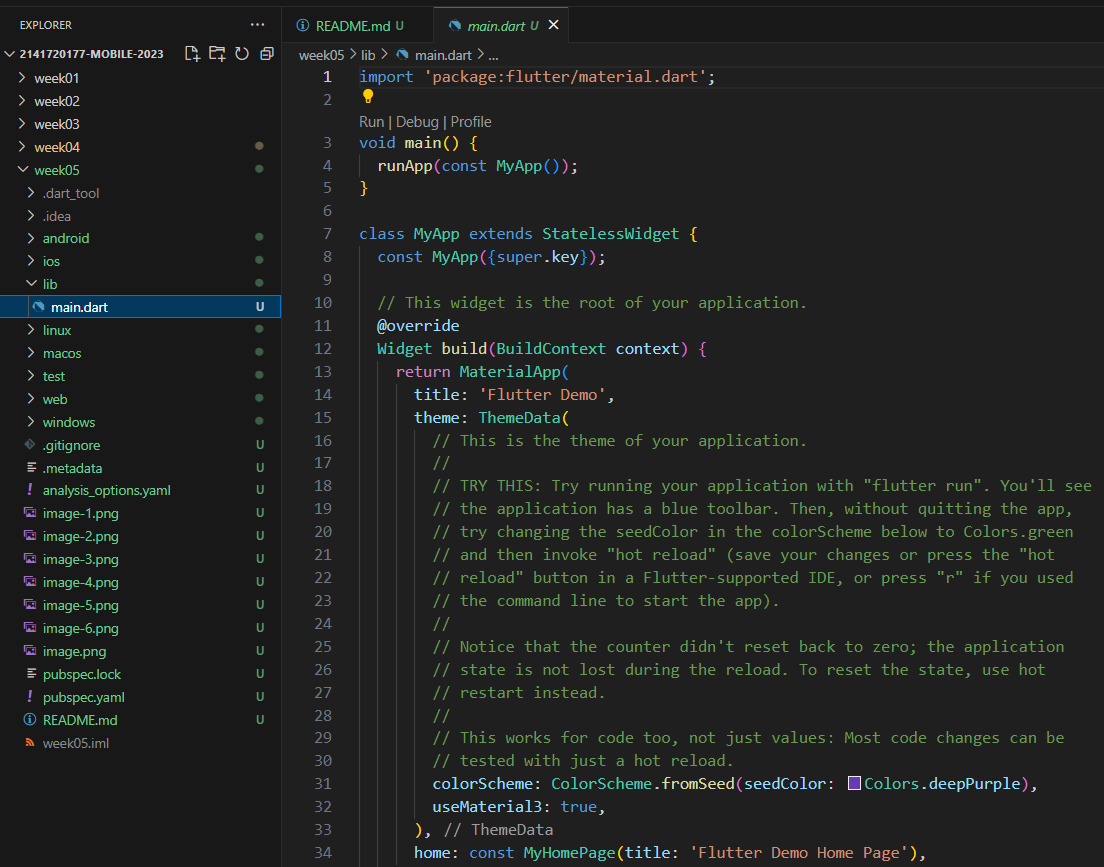 EXPLORER
2141720177-MOBILE-2023
week01
week02
week03
week04
week05
.dart_tool
.idea
android
ios
lib
main.dart U
linux
macos
test
web
windows
.gitignore U
.metadata U
analysis_options.yaml U
image-1.png U
image-2.png U
image-3.png U
image-4.png U
image-5.png U
image-6.png U
image.png U
pubspec.lock U
pubspec.yaml U
README.md U
week05.iml
README.md U main.dart U
week05 > lib > main.dart > ...
1 import 'package:flutter/material.dart';
2
Run | Debug | Profile
3 void main() {
4 runApp(const MyApp());
5 }
6
7 class MyApp extends StatelessWidget {
8 const MyApp({super.key});
9
10 // This widget is the root of your application.
11 @override
12 Widget build(BuildContext context) {
13 return MaterialApp(
14 title: 'Flutter Demo',
15 theme: ThemeData(
16 // This is the theme of your application.
17 //
18 // TRY THIS: Try running your application with "flutter run". You'll see
19 // the application has a blue toolbar. Then, without quitting the app,
20 // try changing the seedColor in the colorScheme below to Colors.green
21 // and then invoke "hot reload" (save your changes or press the "hot
22 // reload" button in a Flutter-supported IDE, or press "r" if you used
23 // the command line to start the app).
24 //
25 // Notice that the counter didn't reset back to zero; the application
26 // state is not lost during the reload. To reset the state, use hot
27 // restart instead.
28 //
29 // This works for code too, not just values: Most code changes can be
30 // tested with just a hot reload.
31 colorScheme: ColorScheme.fromSeed(seedColor: Colors.deepPurple),
32 useMaterial3: true,
33 ), // ThemeData
34 home: const MyHomePage(title: 'Flutter Demo Home Page'),